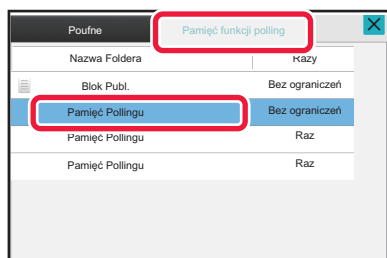 Poufne Pamięć funkcji polling
Nazwa Foldera Razy
Blok Publ. Bez ograniczeń
Pamięć Pollingu Bez ograniczeń
Pamięć Pollingu Raz
Pamięć Pollingu Raz